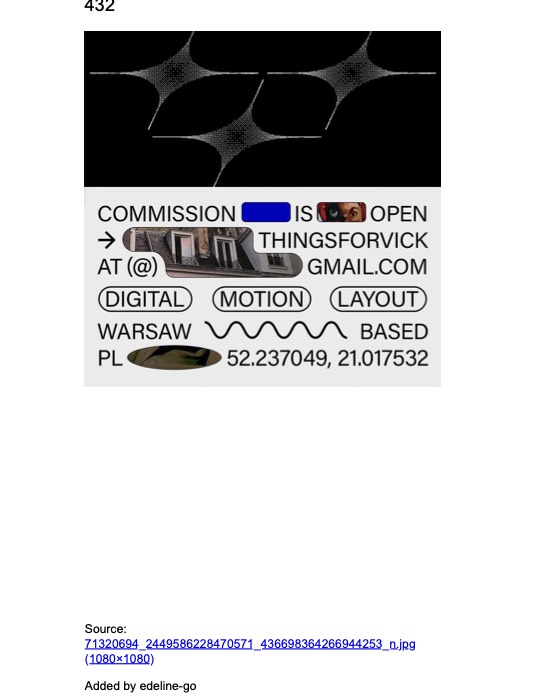 432
COMMISSION IS OPEN
→ THINGSFORVICK
AT (@) GMAIL.COM
DIGITAL MOTION LAYOUT
WARSAW BASED
PL 52.237049, 21.017532
Source:
71320694_2449586228470571_436698364266944253_n.jpg
(1080×1080)
Added by edeline-go